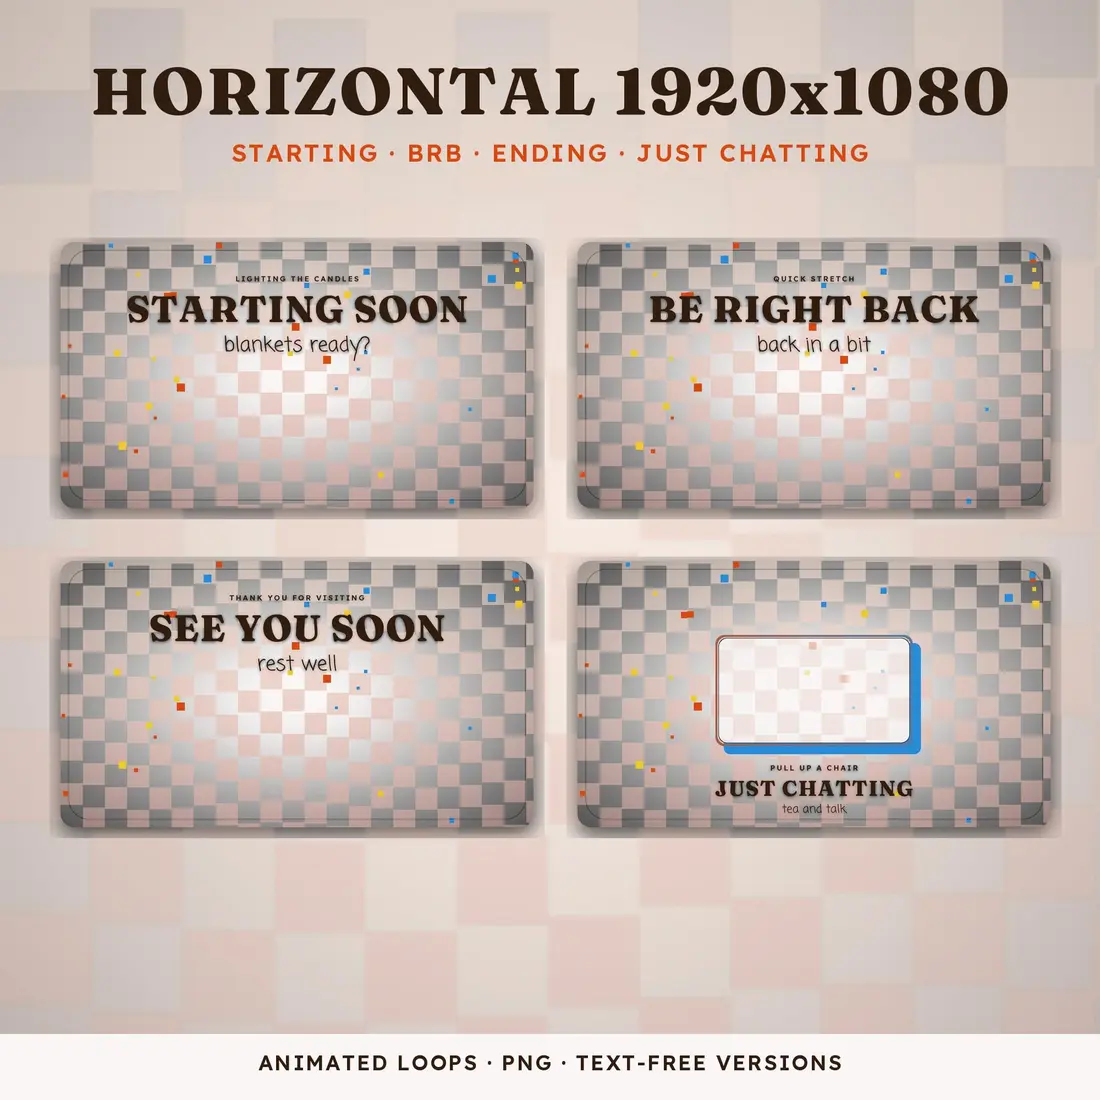 HORIZONTAL 1920x1080
STARTING · BRB · ENDING · JUST CHATTING
LIGHTING THE CANDLES
STARTING SOON
blankets ready?
QUICK STRETCH
BE RIGHT BACK
back in a bit
THANK YOU FOR VISITING
SEE YOU SOON
rest well
PULL UP A CHAIR
JUST CHATTING
tea and talk
ANIMATED LOOPS · PNG · TEXT-FREE VERSIONS